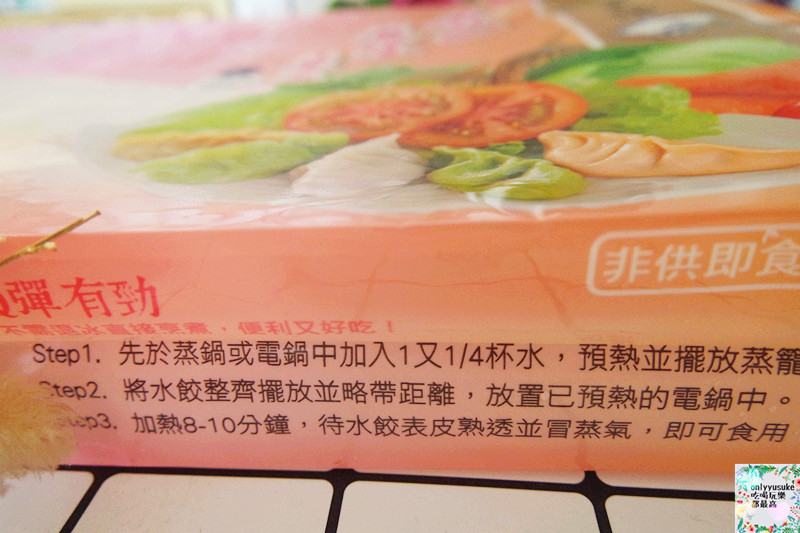 非供即食
Q彈有勁
不需退冰直接烹煮，便利又好吃！
Step1. 先於蒸鍋或電鍋中加入1又1/4杯水，預熱並擺放蒸籠
Step2. 將水餃整齊擺放並略帶距離，放置已預熱的電鍋中。
Step3. 加熱8-10分鐘，待水餃表皮熟透並冒蒸氣，即可食用
onlyyusuke
吃喝玩樂
都最高